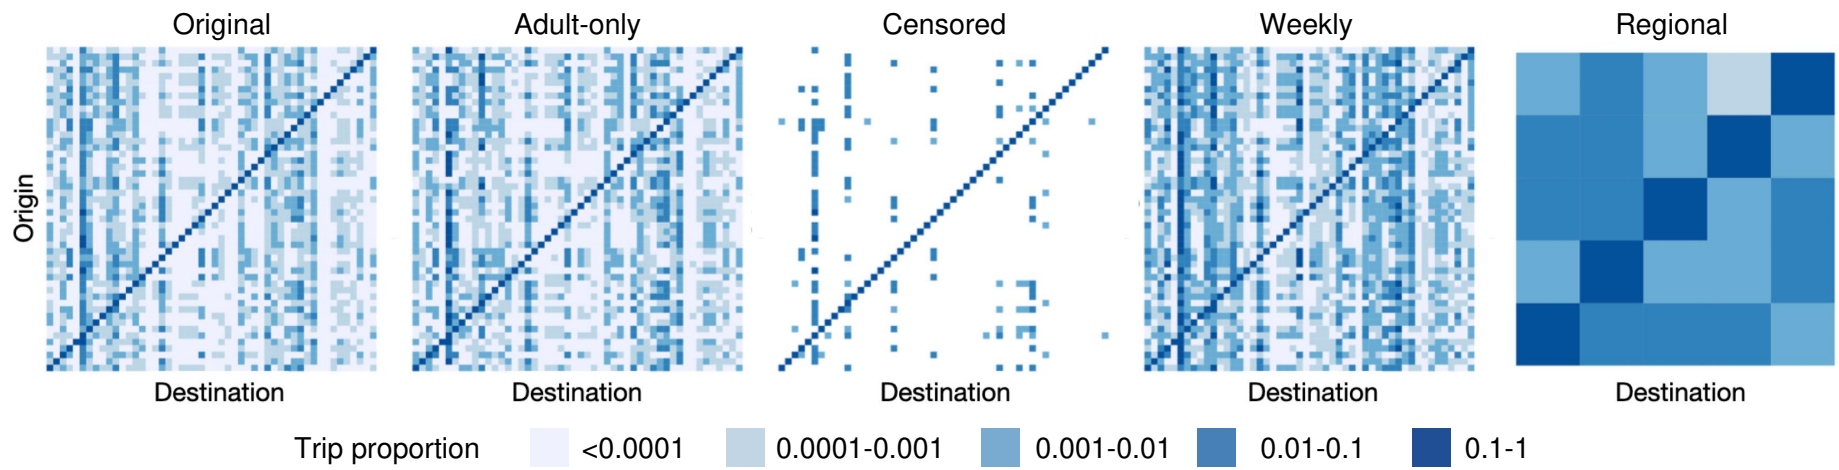 Original Adult-only Censored Weekly Regional
Origin
Destination Destination Destination Destination Destination
Trip proportion <0.0001 0.0001-0.001 0.001-0.01 0.01-0.1 0.1-1